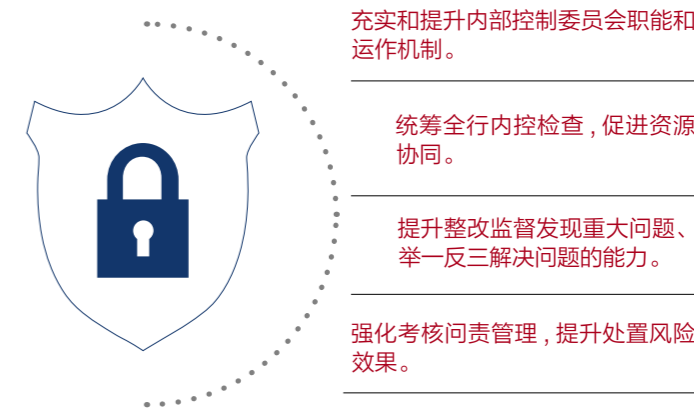 充实和提升内部控制委员会职能和
运作机制。
统筹全行内控检查,促进资源
协同。
提升整改监督发现重大问题、
举一反三解决问题的能力。
强化考核问责管理,提升处置风险
效果。